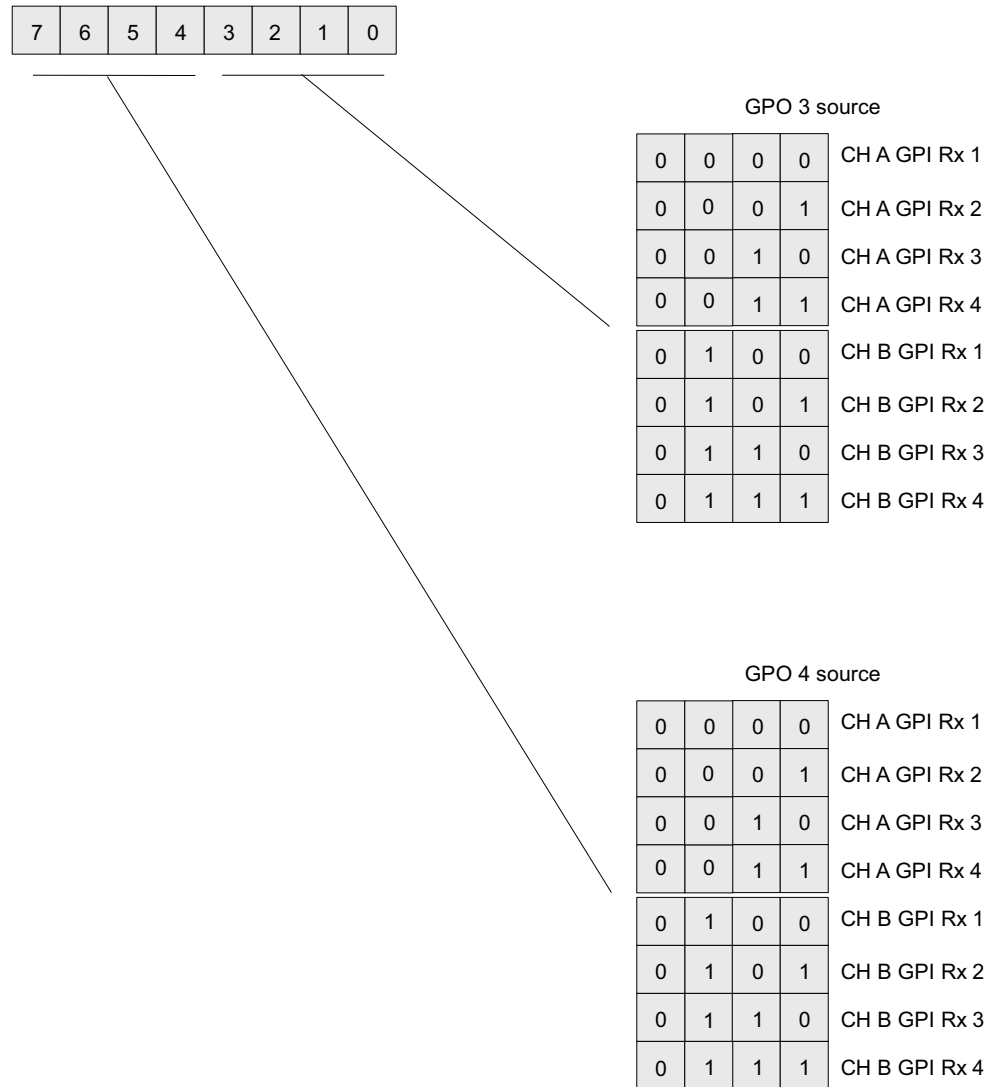 7 6 5 4 3 2 1 0
GPO 3 source
0 0 0 0 CH A GPI Rx 1
0 0 0 1 CH A GPI Rx 2
0 0 1 0 CH A GPI Rx 3
0 0 1 1 CH A GPI Rx 4
0 1 0 0 CH B GPI Rx 1
0 1 0 1 CH B GPI Rx 2
0 1 1 0 CH B GPI Rx 3
0 1 1 1 CH B GPI Rx 4
GPO 4 source
0 0 0 0 CH A GPI Rx 1
0 0 0 1 CH A GPI Rx 2
0 0 1 0 CH A GPI Rx 3
0 0 1 1 CH A GPI Rx 4
0 1 0 0 CH B GPI Rx 1
0 1 0 1 CH B GPI Rx 2
0 1 1 0 CH B GPI Rx 3
0 1 1 1 CH B GPI Rx 4